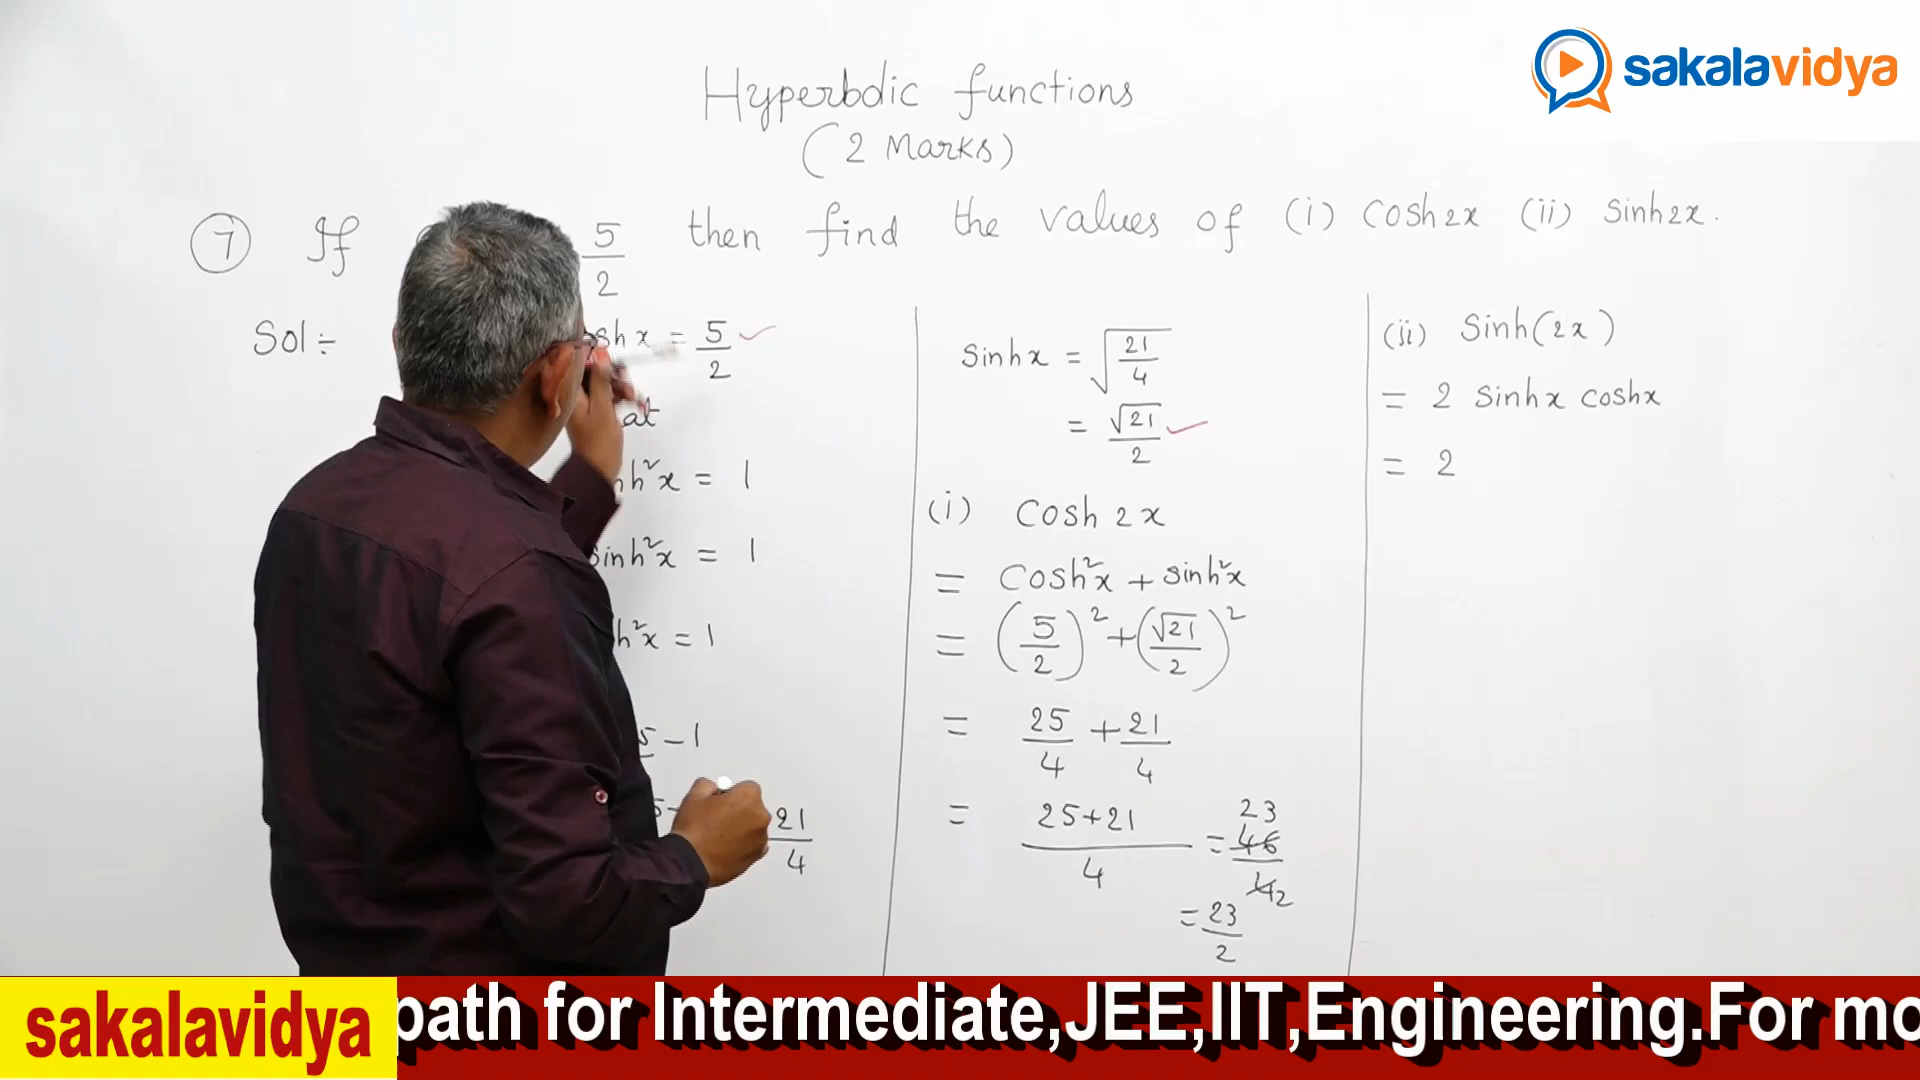 sakalavidya
Hyperbolic functions
(2 Marks)
7 If 5/2 then find the values of (i) Cosh2x (ii) Sinh2x.
Sol ÷
x = 5/2 ✓
at
h²x = 1
sinh²x = 1
h²x = 1
- 1
21/4
Sinhx = √(21/4)
= √21/2 ✓
(i) Cosh 2x
= Cosh²x + sinh²x
= (5/2)² + (√21/2)²
= 25/4 + 21/4
= (25+21)/4 = 46/4 23 2
= 23/2
(ii) Sinh(2x)
= 2 sinhx coshx
= 2
sakalavidya
path for Intermediate,JEE,IIT,Engineering.For mo